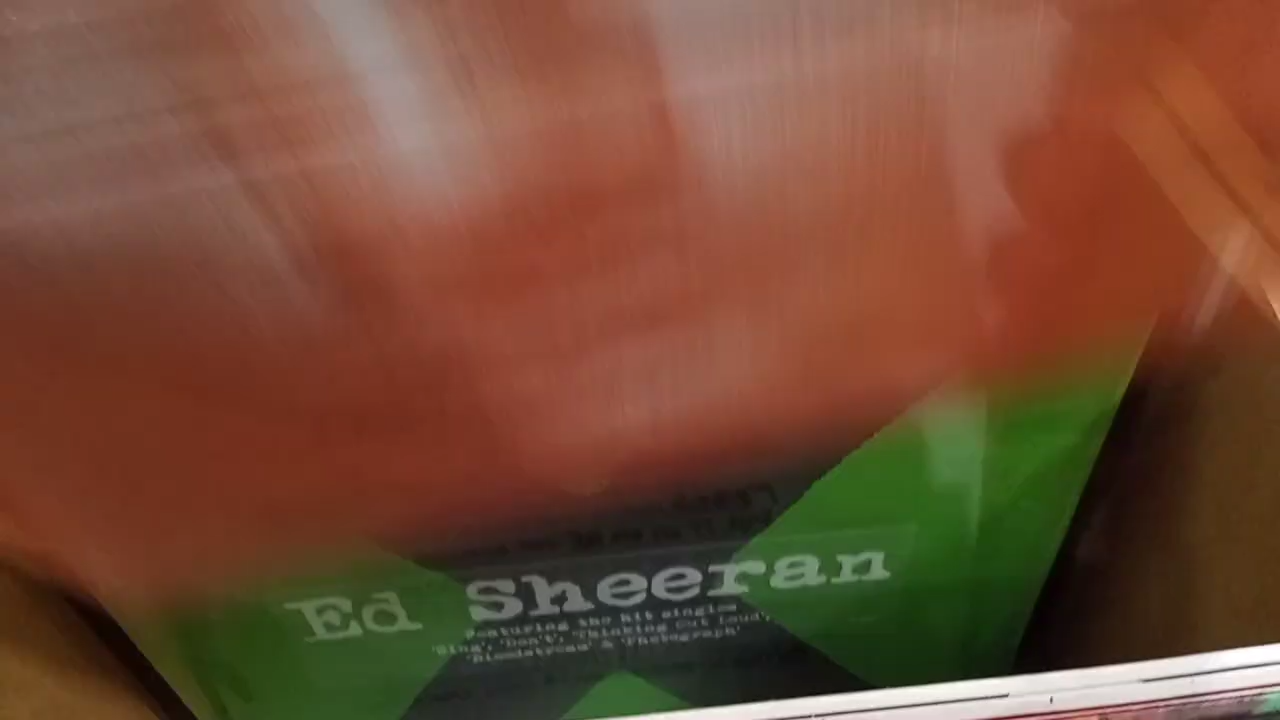 Ed Sheeran
Featuring the hit singles
'Sing', 'Don't', 'Thinking Out Loud',
'Bloodstream' & 'Photograph'